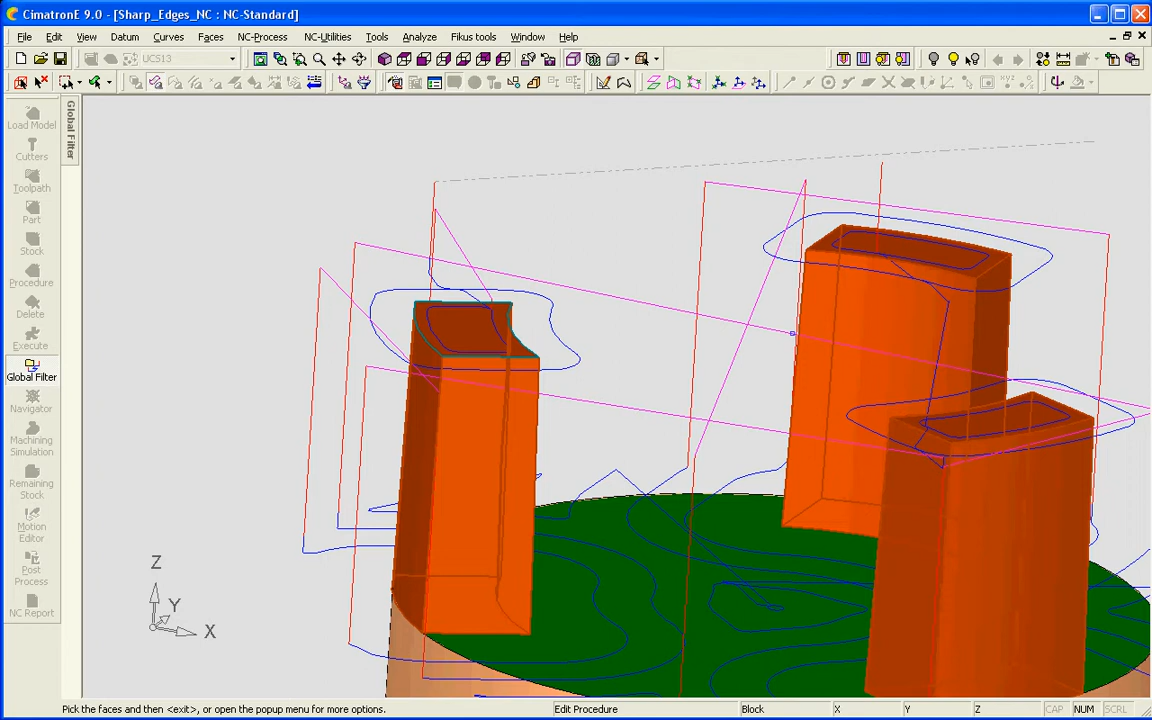 CimatronE 9.0 - [Sharp_Edges_NC : NC-Standard]
File Edit View Datum Curves Faces NC-Process NC-Utilities Tools Analyze Fikus tools Window Help
UCS13
Global Filter
Load Model
Cutters
Toolpath
Part
Stock
Procedure
Delete
Execute
Global Filter
Navigator
Machining
Simulation
Remaining
Stock
Motion
Editor
Post
Process
NC Report
Z
Y
X
Pick the faces and then <exit>, or open the popup menu for more options. Edit Procedure Block X Y Z CAP NUM SCRL